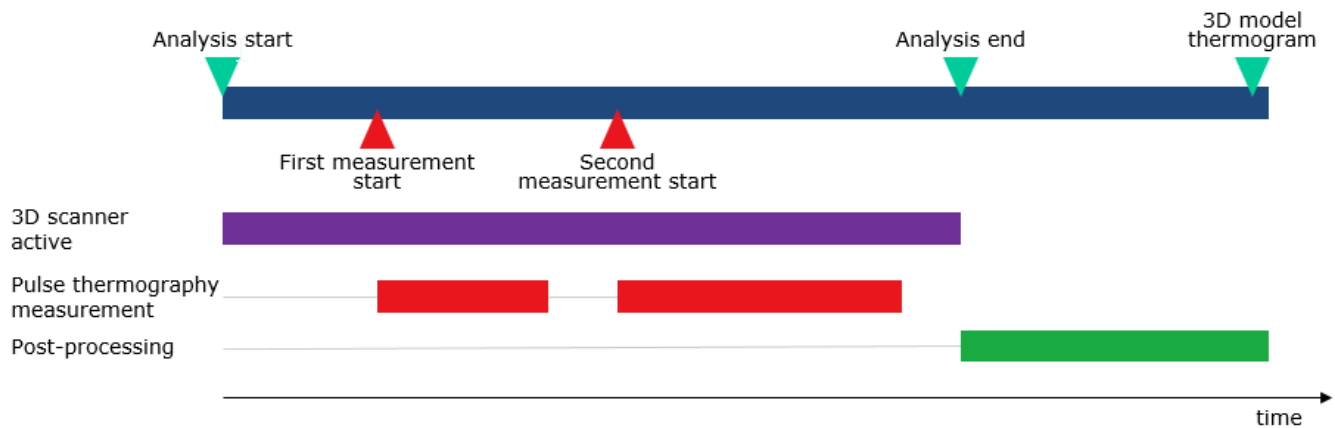 3D model
Analysis start
Analysis end
thermogram
First measurement
start
Second
measurement start
3D scanner
active
Pulse thermography
measurement
Post-processing
time